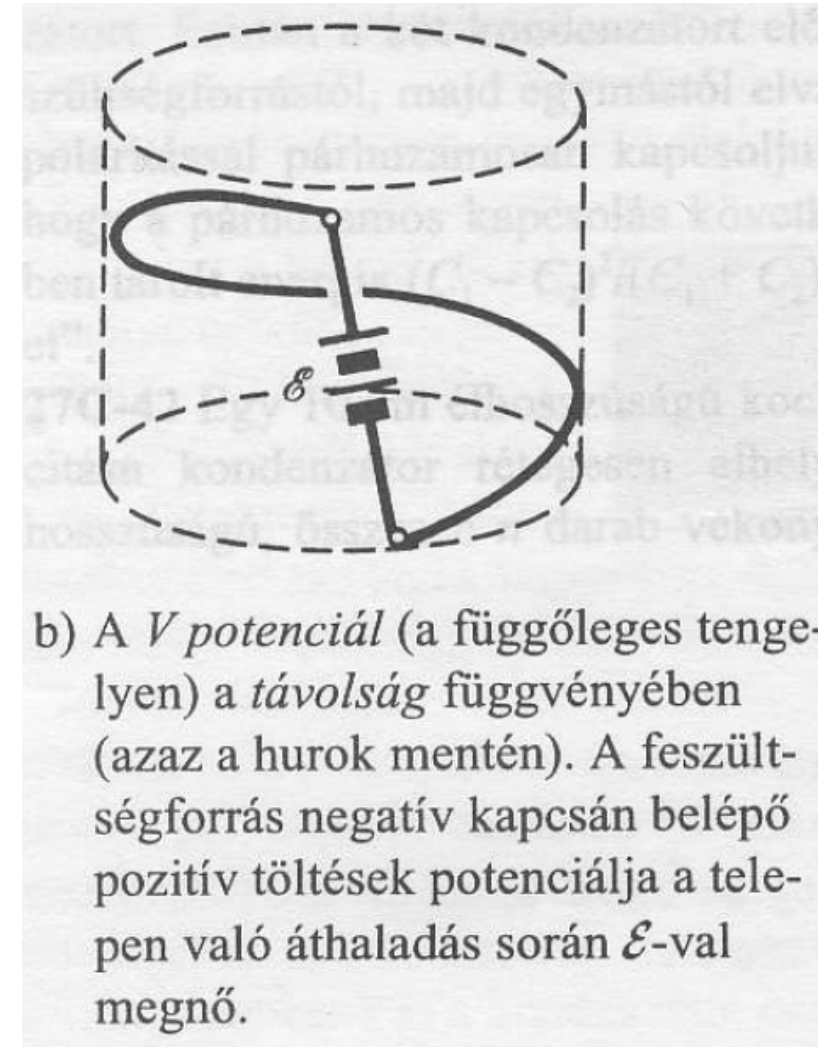 ℰ
b) A V potenciál (a függőleges tenge-
lyen) a távolság függvényében
(azaz a hurok mentén). A feszült-
ségforrás negatív kapcsán belépő
pozitív töltések potenciálja a tele-
pen való áthaladás során ℰ-val
megnő.